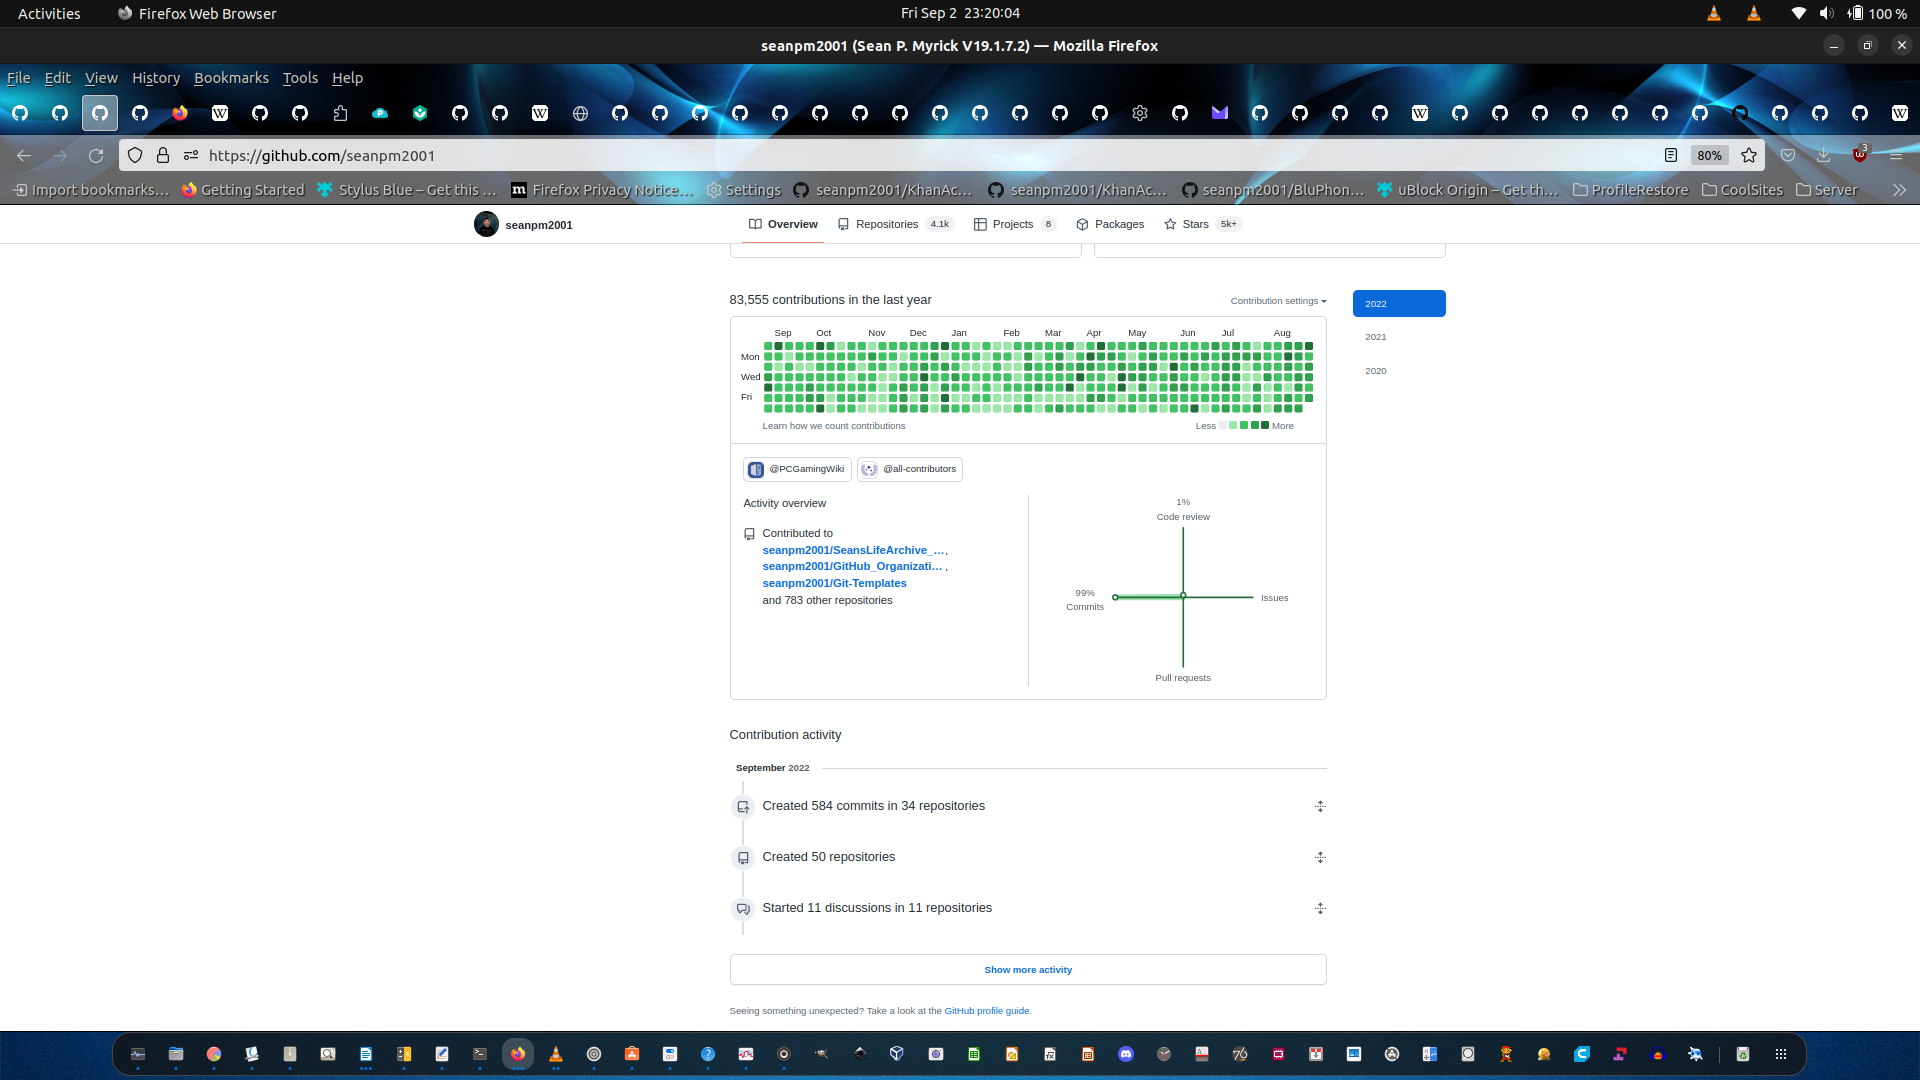 Activities Firefox Web Browser Fri Sep 2 23:20:04 100 %
seanpm2001 (Sean P. Myrick V19.1.7.2) — Mozilla Firefox
File Edit View History Bookmarks Tools Help
https://github.com/seanpm2001 80% 3
Import bookmarks... Getting Started Stylus Blue – Get this ... Firefox Privacy Notice... Settings seanpm2001/KhanAc... seanpm2001/KhanAc... seanpm2001/BluPhon... uBlock Origin – Get th... ProfileRestore CoolSites Server
seanpm2001 Overview Repositories 4.1k Projects 8 Packages Stars 5k+
83,555 contributions in the last year Contribution settings 2022
Sep Oct Nov Dec Jan Feb Mar Apr May Jun Jul Aug
2021
Mon
2020
Wed
Fri
Learn how we count contributions Less More
@PCGamingWiki @all-contributors
Activity overview
1%
Code review
Contributed to
seanpm2001/SeansLifeArchive_...,
seanpm2001/GitHub_Organizati... ,
seanpm2001/Git-Templates
and 783 other repositories
99%
Commits
Issues
Pull requests
Contribution activity
September 2022
Created 584 commits in 34 repositories
Created 50 repositories
Started 11 discussions in 11 repositories
Show more activity
Seeing something unexpected? Take a look at the GitHub profile guide.